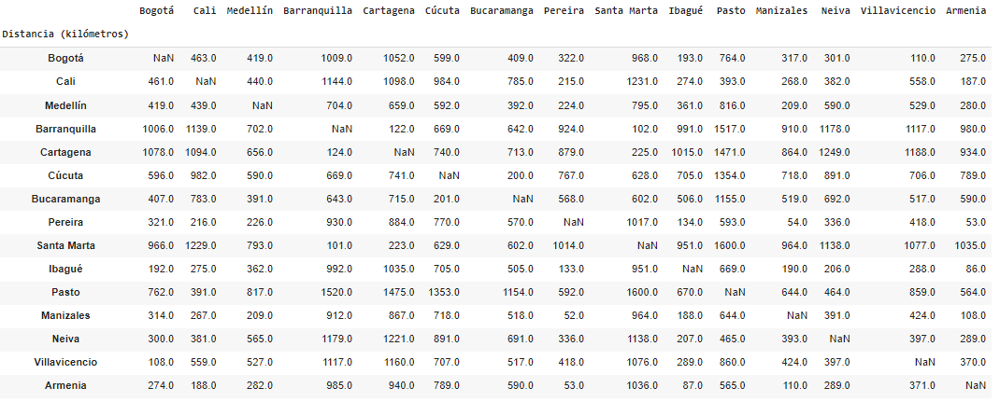 Bogotá Cali Medellín Barranquilla Cartagena Cúcuta Bucaramanga Pereira Santa Marta Ibagué Pasto Manizales Neiva Villavicencio Armenia
Distancia (kilómetros)
Bogotá NaN 463.0 419.0 1009.0 1052.0 599.0 409.0 322.0 968.0 193.0 764.0 317.0 301.0 110.0 275.0
Cali 461.0 NaN 440.0 1144.0 1098.0 984.0 785.0 215.0 1231.0 274.0 393.0 268.0 382.0 558.0 187.0
Medellín 419.0 439.0 NaN 704.0 659.0 592.0 392.0 224.0 795.0 361.0 816.0 209.0 590.0 529.0 280.0
Barranquilla 1006.0 1139.0 702.0 NaN 122.0 669.0 642.0 924.0 102.0 991.0 1517.0 910.0 1178.0 1117.0 980.0
Cartagena 1078.0 1094.0 656.0 124.0 NaN 740.0 713.0 879.0 225.0 1015.0 1471.0 864.0 1249.0 1188.0 934.0
Cúcuta 596.0 982.0 590.0 669.0 741.0 NaN 200.0 767.0 628.0 705.0 1354.0 718.0 891.0 706.0 789.0
Bucaramanga 407.0 783.0 391.0 643.0 715.0 201.0 NaN 568.0 602.0 506.0 1155.0 519.0 692.0 517.0 590.0
Pereira 321.0 216.0 226.0 930.0 884.0 770.0 570.0 NaN 1017.0 134.0 593.0 54.0 336.0 418.0 53.0
Santa Marta 966.0 1229.0 793.0 101.0 223.0 629.0 602.0 1014.0 NaN 951.0 1600.0 964.0 1138.0 1077.0 1035.0
Ibagué 192.0 275.0 362.0 992.0 1035.0 705.0 505.0 133.0 951.0 NaN 669.0 190.0 206.0 288.0 86.0
Pasto 762.0 391.0 817.0 1520.0 1475.0 1353.0 1154.0 592.0 1600.0 670.0 NaN 644.0 464.0 859.0 564.0
Manizales 314.0 267.0 209.0 912.0 867.0 718.0 518.0 52.0 964.0 188.0 644.0 NaN 391.0 424.0 108.0
Neiva 300.0 381.0 565.0 1179.0 1221.0 891.0 691.0 336.0 1138.0 207.0 465.0 393.0 NaN 397.0 289.0
Villavicencio 108.0 559.0 527.0 1117.0 1160.0 707.0 517.0 418.0 1076.0 289.0 860.0 424.0 397.0 NaN 370.0
Armenia 274.0 188.0 282.0 985.0 940.0 789.0 590.0 53.0 1036.0 87.0 565.0 110.0 289.0 371.0 NaN